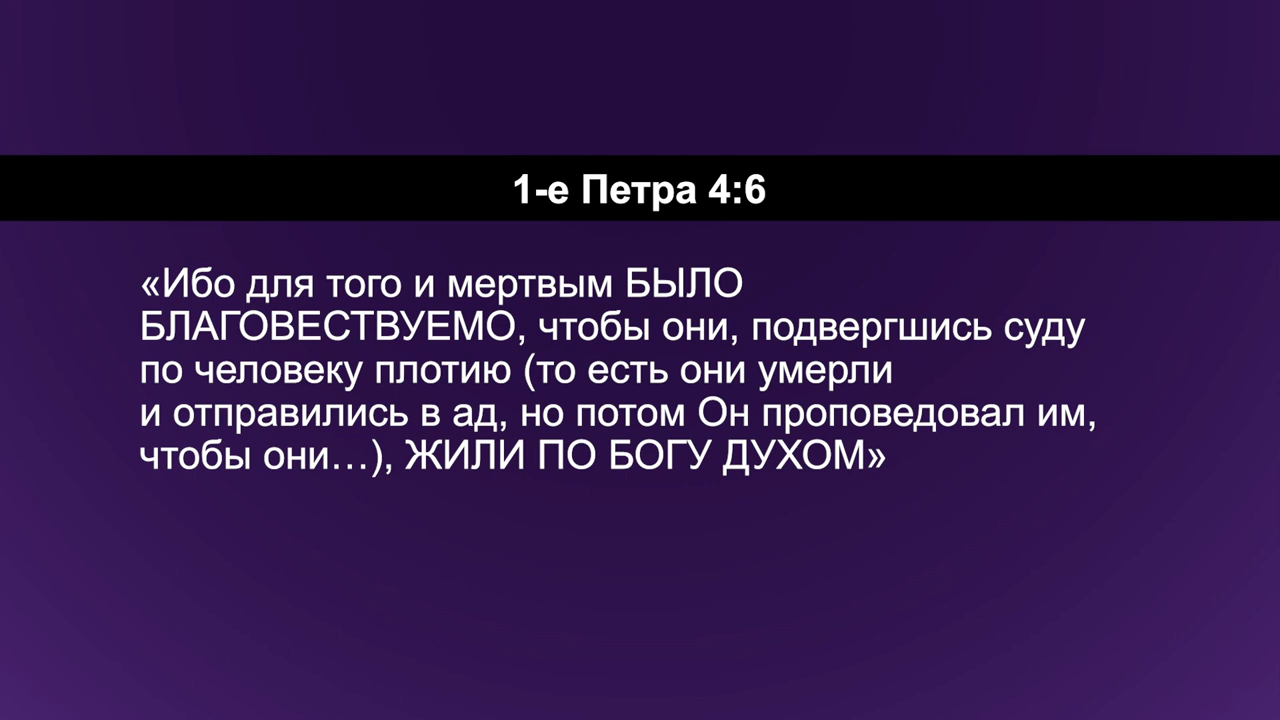 1-е Петра 4:6
«Ибо для того и мертвым БЫЛО
БЛАГОВЕСТВУЕМО, чтобы они, подвергшись суду
по человеку плотию (то есть они умерли
и отправились в ад, но потом Он проповедовал им,
чтобы они…), ЖИЛИ ПО БОГУ ДУХОМ»